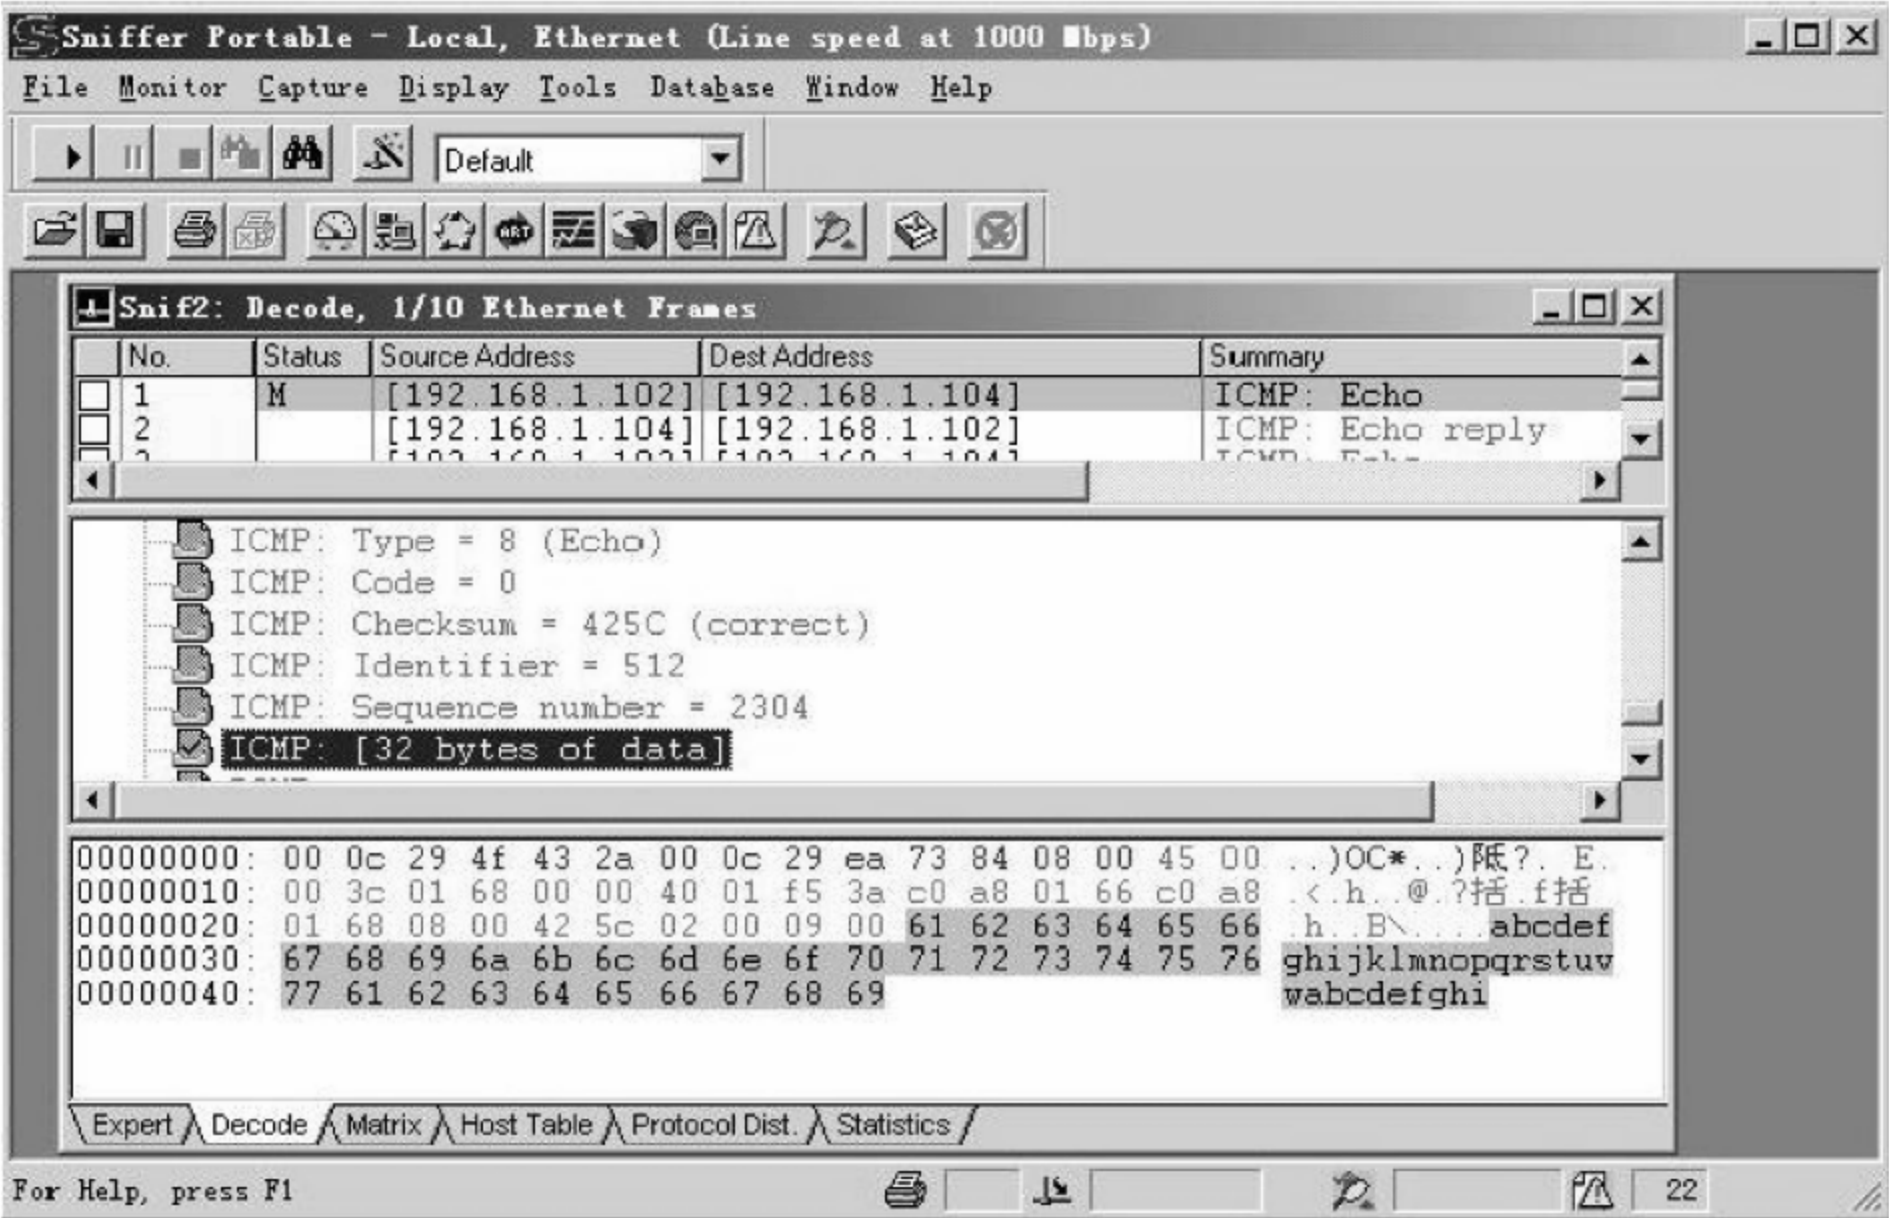 Sniffer Portable - Local, Ethernet (Line speed at 1000 Mbps)
File Monitor Capture Display Tools Database Window Help
Default
ART
Snif2: Decode, 1/10 Ethernet Frames
No. Status Source Address Dest Address Summary
1 M [192.168.1.102] [192.168.1.104] ICMP: Echo
2 [192.168.1.104] [192.168.1.102] ICMP: Echo reply
ICMP: Type = 8 (Echo)
ICMP: Code = 0
ICMP: Checksum = 425C (correct)
ICMP: Identifier = 512
ICMP: Sequence number = 2304
ICMP: [32 bytes of data]
00000000: 00 0c 29 4f 43 2a 00 0c 29 ea 73 84 08 00 45 00 ..)OC*..)陙?. E.
00000010: 00 3c 01 68 00 00 40 01 f5 3a c0 a8 01 66 c0 a8 .<.h..@.?括.f括
00000020: 01 68 08 00 42 5c 02 00 09 00 61 62 63 64 65 66 .h..B\....abcdef
00000030: 67 68 69 6a 6b 6c 6d 6e 6f 70 71 72 73 74 75 76 ghijklmnopqrstuv
00000040: 77 61 62 63 64 65 66 67 68 69 wabcdefghi
Expert Decode Matrix Host Table Protocol Dist. Statistics
For Help, press F1 22